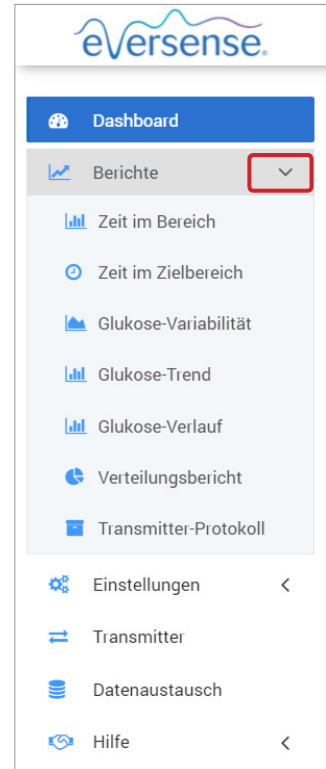 eversense.
Dashboard
Berichte
Zeit im Bereich
Zeit im Zielbereich
Glukose-Variabilität
Glukose-Trend
Glukose-Verlauf
Verteilungsbericht
Transmitter-Protokoll
Einstellungen
Transmitter
Datenaustausch
Hilfe